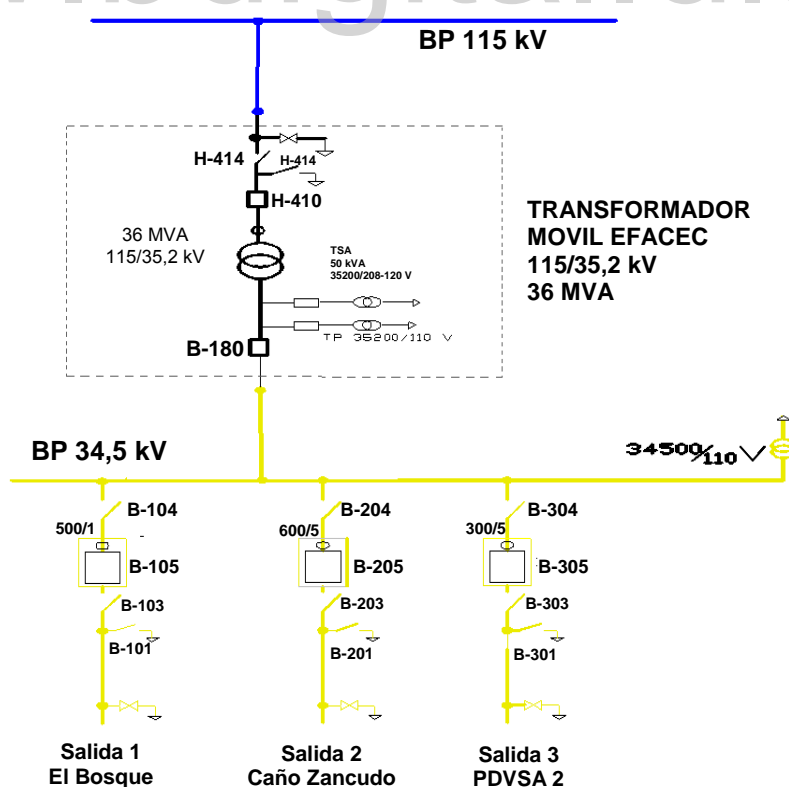 BP 115 kV
H-414
H-414
H-410
36 MVA
115/35,2 kV
TSA
50 kVA
35200/208-120 V
TP 35200/110 V
B-180
TRANSFORMADOR
MOVIL EFACEC
115/35,2 kV
36 MVA
BP 34,5 kV
34500/110 V
B-104
500/1
B-105
B-103
B-101
B-204
600/5
B-205
B-203
B-201
B-304
300/5
B-305
B-303
B-301
Salida 1
El Bosque
Salida 2
Caño Zancudo
Salida 3
PDVSA 2